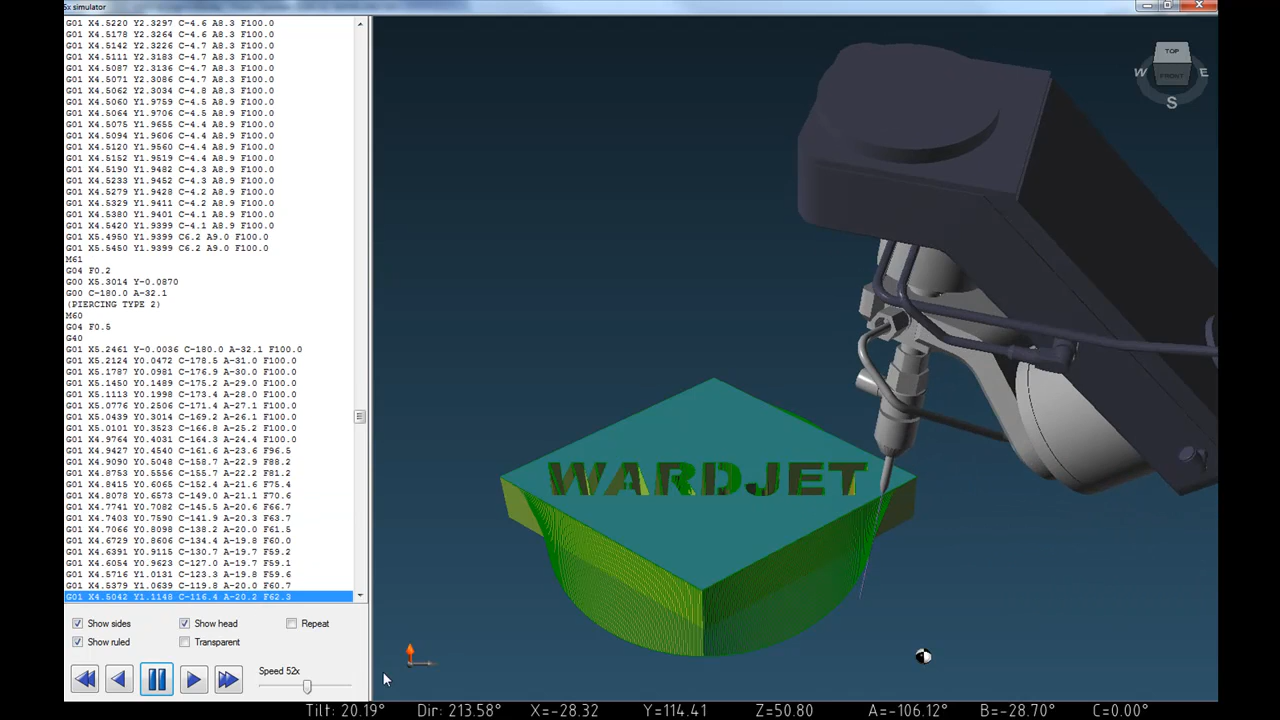 5x simulator
G01 X4.5220 Y2.3297 C-4.6 A8.3 F100.0
G01 X4.5178 Y2.3264 C-4.6 A8.3 F100.0
G01 X4.5142 Y2.3226 C-4.7 A8.3 F100.0
G01 X4.5111 Y2.3183 C-4.7 A8.3 F100.0
G01 X4.5087 Y2.3136 C-4.7 A8.3 F100.0
G01 X4.5071 Y2.3086 C-4.7 A8.3 F100.0
G01 X4.5062 Y2.3034 C-4.8 A8.3 F100.0
G01 X4.5060 Y1.9759 C-4.5 A8.9 F100.0
G01 X4.5064 Y1.9706 C-4.5 A8.9 F100.0
G01 X4.5075 Y1.9655 C-4.4 A8.9 F100.0
G01 X4.5094 Y1.9606 C-4.4 A8.9 F100.0
G01 X4.5120 Y1.9560 C-4.4 A8.9 F100.0
G01 X4.5152 Y1.9519 C-4.4 A8.9 F100.0
G01 X4.5190 Y1.9482 C-4.3 A8.9 F100.0
G01 X4.5233 Y1.9452 C-4.3 A8.9 F100.0
G01 X4.5279 Y1.9428 C-4.2 A8.9 F100.0
G01 X4.5329 Y1.9411 C-4.2 A8.9 F100.0
G01 X4.5380 Y1.9401 C-4.1 A8.9 F100.0
G01 X4.5420 Y1.9399 C-4.1 A8.9 F100.0
G01 X5.4950 Y1.9399 C6.2 A9.0 F100.0
G01 X5.5450 Y1.9399 C6.2 A9.0 F100.0
M61
G04 F0.2
G00 X5.3014 Y-0.0870
G00 C-180.0 A-32.1
(PIERCING TYPE 2)
M60
G04 F0.5
G40
G01 X5.2461 Y-0.0036 C-180.0 A-32.1 F100.0
G01 X5.2124 Y0.0472 C-178.5 A-31.0 F100.0
G01 X5.1787 Y0.0981 C-176.9 A-30.0 F100.0
G01 X5.1450 Y0.1489 C-175.2 A-29.0 F100.0
G01 X5.1113 Y0.1998 C-173.4 A-28.0 F100.0
G01 X5.0776 Y0.2506 C-171.4 A-27.1 F100.0
G01 X5.0439 Y0.3014 C-169.2 A-26.1 F100.0
G01 X5.0101 Y0.3523 C-166.8 A-25.2 F100.0
G01 X4.9764 Y0.4031 C-164.3 A-24.4 F100.0
G01 X4.9427 Y0.4540 C-161.6 A-23.6 F96.5
G01 X4.9090 Y0.5048 C-158.7 A-22.9 F88.2
G01 X4.8753 Y0.5556 C-155.7 A-22.2 F81.2
G01 X4.8415 Y0.6065 C-152.4 A-21.6 F75.4
G01 X4.8078 Y0.6573 C-149.0 A-21.1 F70.6
G01 X4.7741 Y0.7082 C-145.5 A-20.6 F66.7
G01 X4.7403 Y0.7590 C-141.9 A-20.3 F63.7
G01 X4.7066 Y0.8098 C-138.2 A-20.0 F61.5
G01 X4.6729 Y0.8606 C-134.4 A-19.8 F60.0
G01 X4.6391 Y0.9115 C-130.7 A-19.7 F59.2
G01 X4.6054 Y0.9623 C-127.0 A-19.7 F59.1
G01 X4.5716 Y1.0131 C-123.3 A-19.8 F59.6
G01 X4.5379 Y1.0639 C-119.8 A-20.0 F60.7
G01 X4.5042 Y1.1148 C-116.4 A-20.2 F62.3
Show sides Show head Repeat
Show ruled Transparent
Speed 52x
TOP
W FRONT E
S
WARDJET
Tilt: 20.19° Dir: 213.58° X=-28.32 Y=114.41 Z=50.80 A=-106.12° B=-28.70° C=0.00°